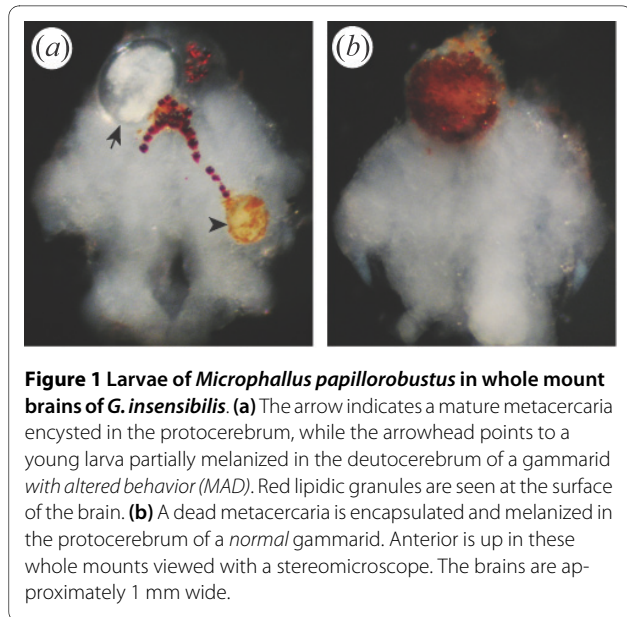 (a)
(b)
Figure 1 Larvae of Microphallus papillorobustus in whole mount
brains of G. insensibilis. (a) The arrow indicates a mature metacercaria
encysted in the protocerebrum, while the arrowhead points to a
young larva partially melanized in the deutocerebrum of a gammarid
with altered behavior (MAD). Red lipidic granules are seen at the surface
of the brain. (b) A dead metacercaria is encapsulated and melanized in
the protocerebrum of a normal gammarid. Anterior is up in these
whole mounts viewed with a stereomicroscope. The brains are ap-
proximately 1 mm wide.